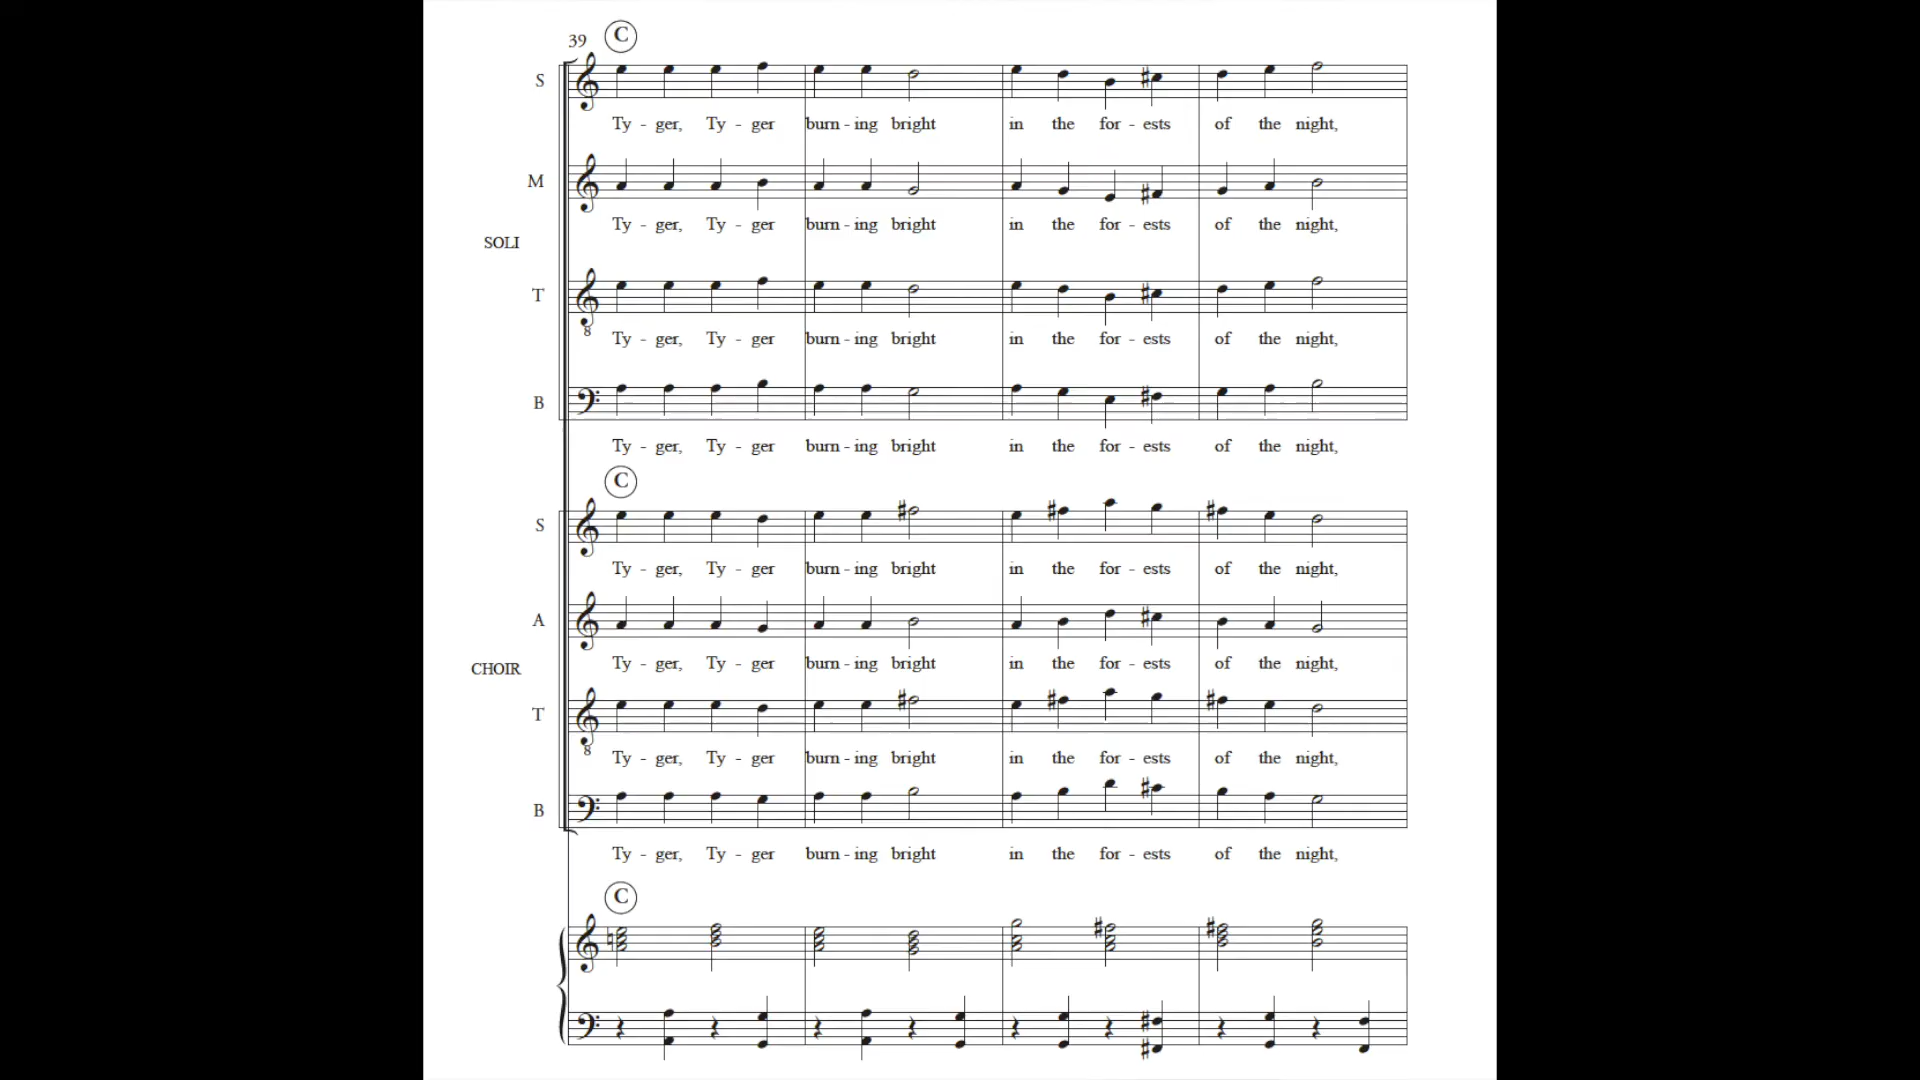 39 C
S
Ty - ger, Ty - ger burn - ing bright in the for - ests of the night,
M
Ty - ger, Ty - ger burn - ing bright in the for - ests of the night,
SOLI
T
8
Ty - ger, Ty - ger burn - ing bright in the for - ests of the night,
B
Ty - ger, Ty - ger burn - ing bright in the for - ests of the night,
C
S
Ty - ger, Ty - ger burn - ing bright in the for - ests of the night,
A
Ty - ger, Ty - ger burn - ing bright in the for - ests of the night,
CHOIR
T
8
Ty - ger, Ty - ger burn - ing bright in the for - ests of the night,
B
Ty - ger, Ty - ger burn - ing bright in the for - ests of the night,
C